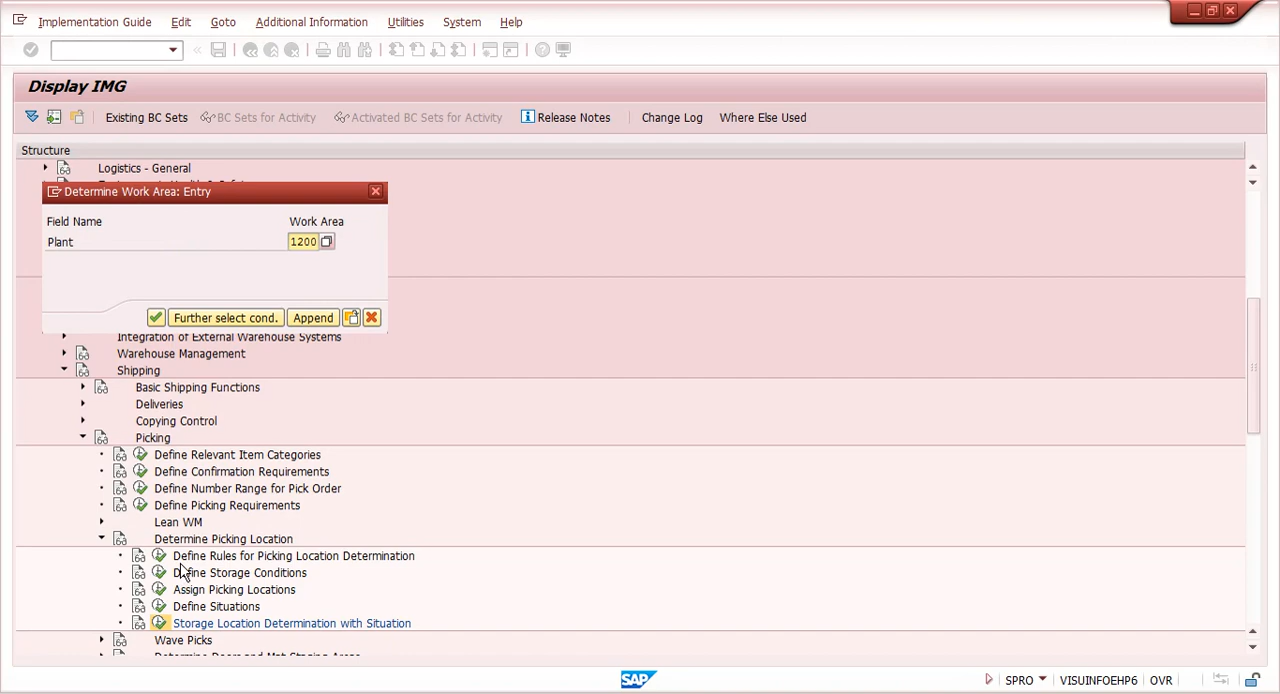 Implementation Guide Edit Goto Additional Information Utilities System Help
Display IMG
Existing BC Sets BC Sets for Activity Activated BC Sets for Activity Release Notes Change Log Where Else Used
Structure
Logistics - General
Determine Work Area: Entry
Field Name Work Area
Plant 1200
Further select cond. Append
Integration of External Warehouse Systems
Warehouse Management
Shipping
Basic Shipping Functions
Deliveries
Copying Control
Picking
Define Relevant Item Categories
Define Confirmation Requirements
Define Number Range for Pick Order
Define Picking Requirements
Lean WM
Determine Picking Location
Define Rules for Picking Location Determination
Define Storage Conditions
Assign Picking Locations
Define Situations
Storage Location Determination with Situation
Wave Picks
SAP SPRO VISUINFOEHP6 OVR